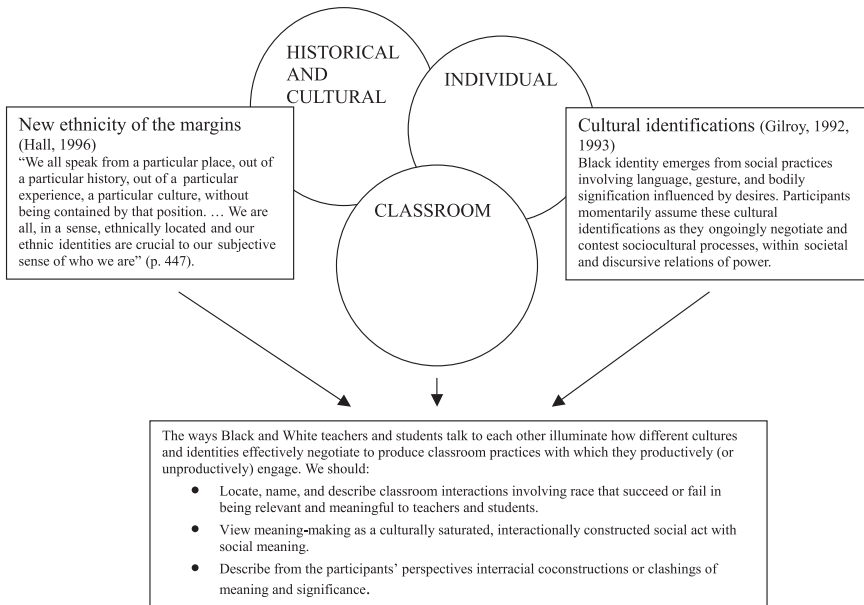 HISTORICAL
AND
CULTURAL
INDIVIDUAL
CLASSROOM
New ethnicity of the margins
(Hall, 1996)
“We all speak from a particular place, out of
a particular history, out of a particular
experience, a particular culture, without
being contained by that position. … We are
all, in a sense, ethnically located and our
ethnic identities are crucial to our subjective
sense of who we are” (p. 447).
Cultural identifications (Gilroy, 1992,
1993)
Black identity emerges from social practices
involving language, gesture, and bodily
signification influenced by desires. Participants
momentarily assume these cultural
identifications as they ongoingly negotiate and
contest sociocultural processes, within societal
and discursive relations of power.
The ways Black and White teachers and students talk to each other illuminate how different cultures
and identities effectively negotiate to produce classroom practices with which they productively (or
unproductively) engage. We should:
● Locate, name, and describe classroom interactions involving race that succeed or fail in
being relevant and meaningful to teachers and students.
● View meaning-making as a culturally saturated, interactionally constructed social act with
social meaning.
● Describe from the participants’ perspectives interracial coconstructions or clashings of
meaning and significance.